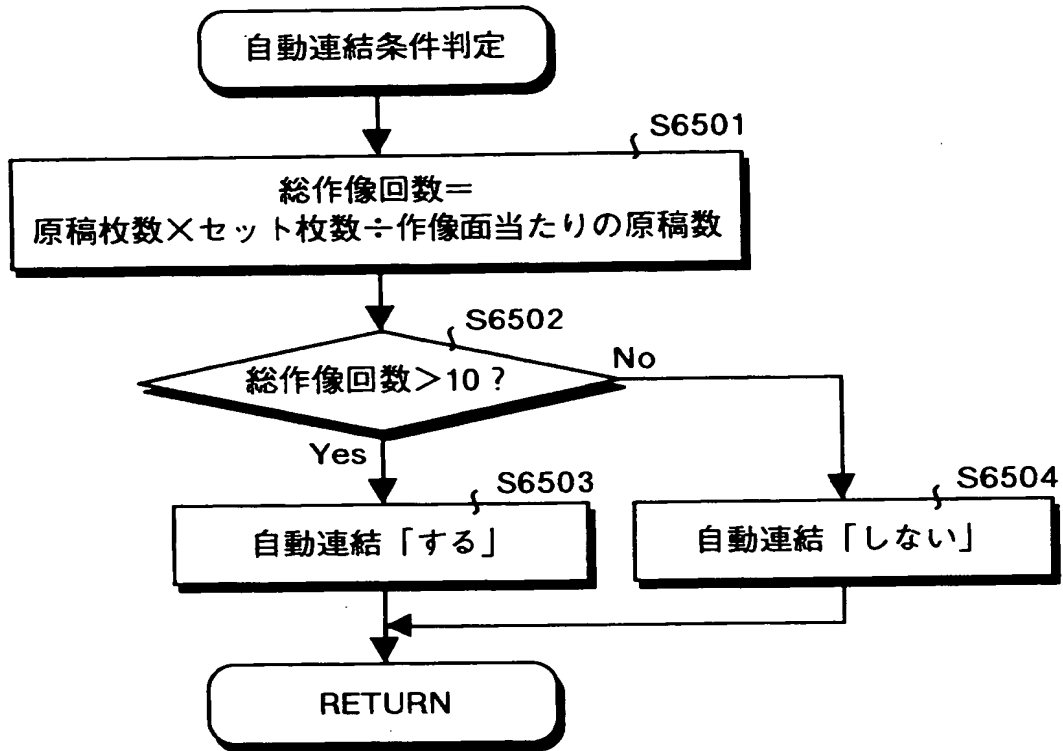 自動連結条件判定
S6501
総作像回数＝
原稿枚数×セット枚数÷作像面当たりの原稿数
S6502
総作像回数＞10？
No
Yes
S6503
自動連結「する」
S6504
自動連結「しない」
RETURN